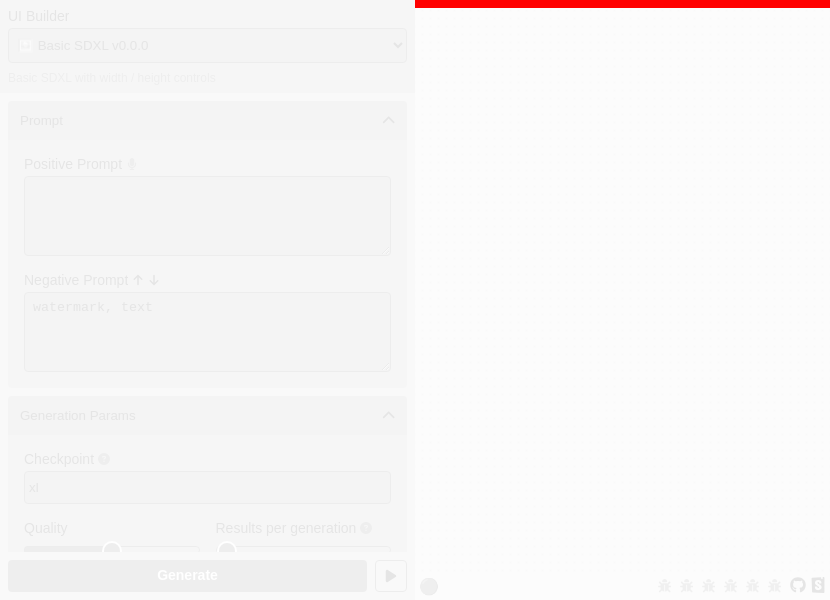 UI Builder
Basic SDXL v0.0.0
Basic SDXL with width / height controls
Prompt
Positive Prompt
Negative Prompt
watermark, text
Generation Params
Checkpoint
xl
Quality
Results per generation
Generate